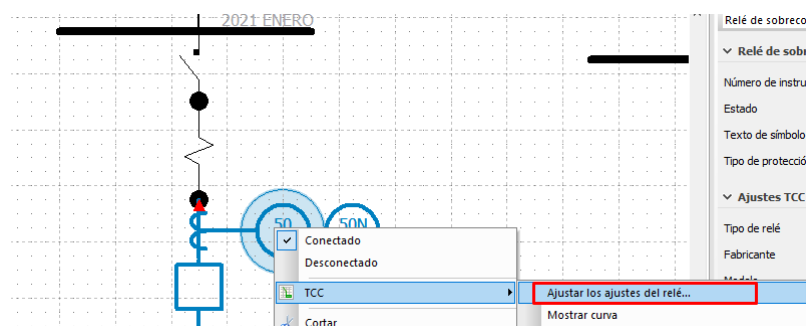 2021 ENERO
50
50N
Conectado
Desconectado
TCC
Cortar
Ajustar los ajustes del relé...
Mostrar curva
Relé de sobreco
Relé de sobr
Número de instru
Estado
Texto de símbolo
Tipo de protecció
Ajustes TCC
Tipo de relé
Fabricante
Modelo